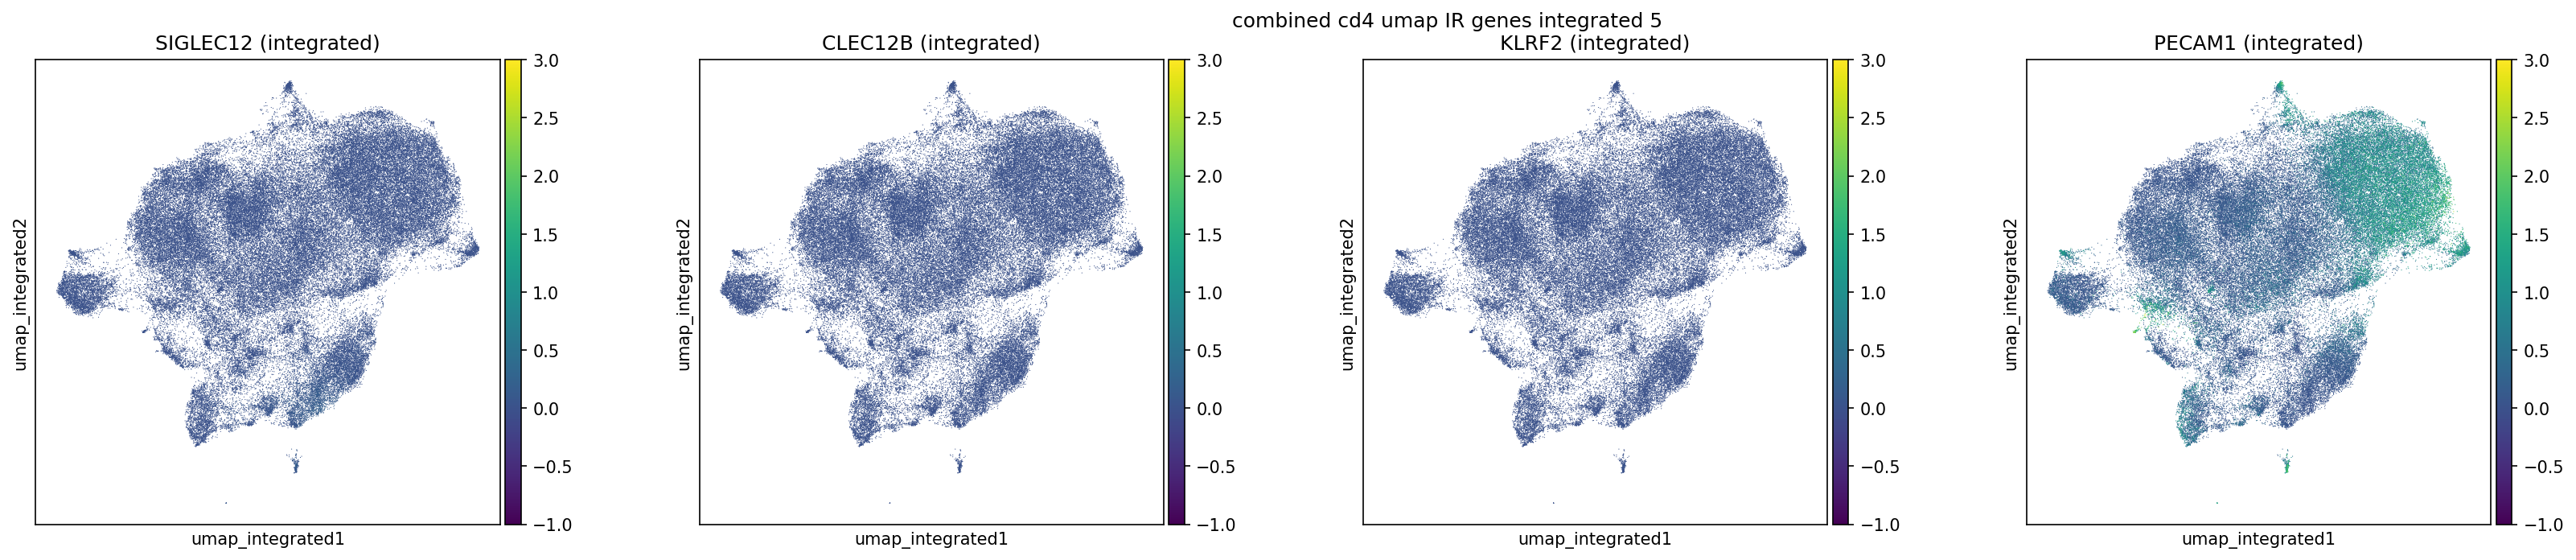 combined cd4 umap IR genes integrated 5
SIGLEC12 (integrated)
umap_integrated2
umap_integrated1
3.0
2.5
2.0
1.5
1.0
0.5
0.0
−0.5
−1.0
CLEC12B (integrated)
umap_integrated2
umap_integrated1
3.0
2.5
2.0
1.5
1.0
0.5
0.0
−0.5
−1.0
KLRF2 (integrated)
umap_integrated2
umap_integrated1
3.0
2.5
2.0
1.5
1.0
0.5
0.0
−0.5
−1.0
PECAM1 (integrated)
umap_integrated2
umap_integrated1
3.0
2.5
2.0
1.5
1.0
0.5
0.0
−0.5
−1.0